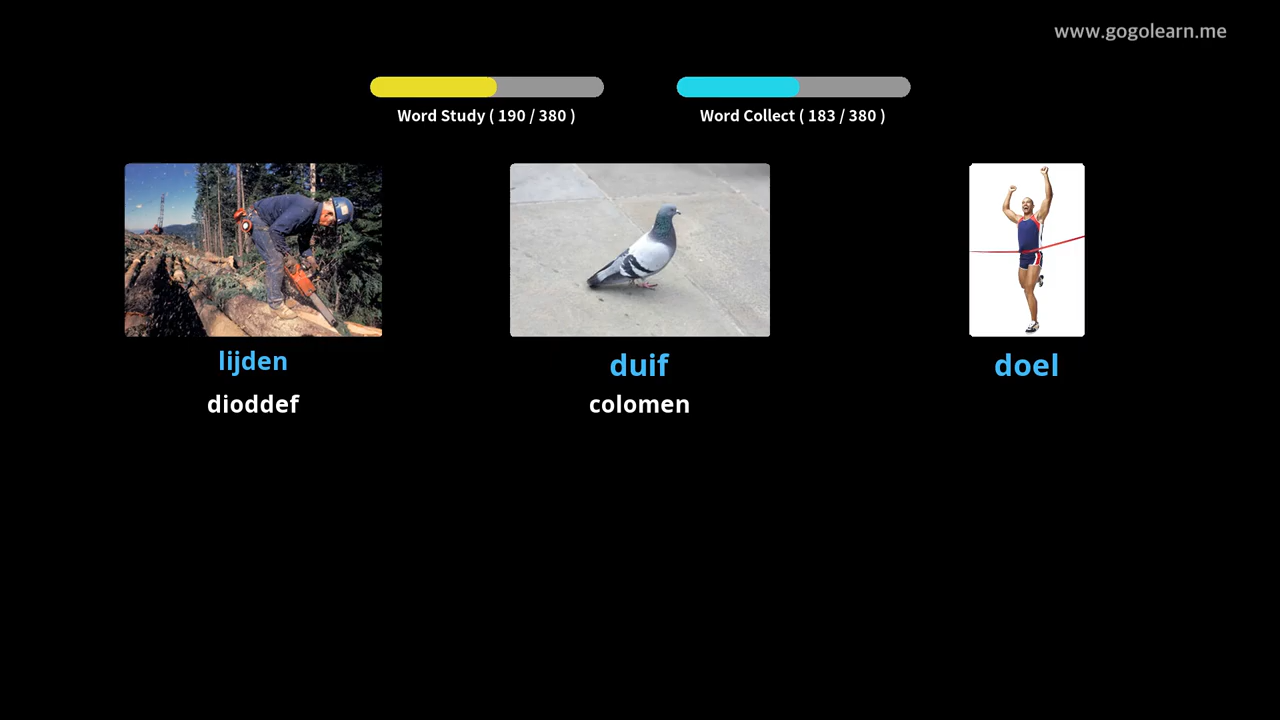 www.gogolearn.me
Word Study ( 190 / 380 )
Word Collect ( 183 / 380 )
lijden
duif
doel
dioddef
colomen